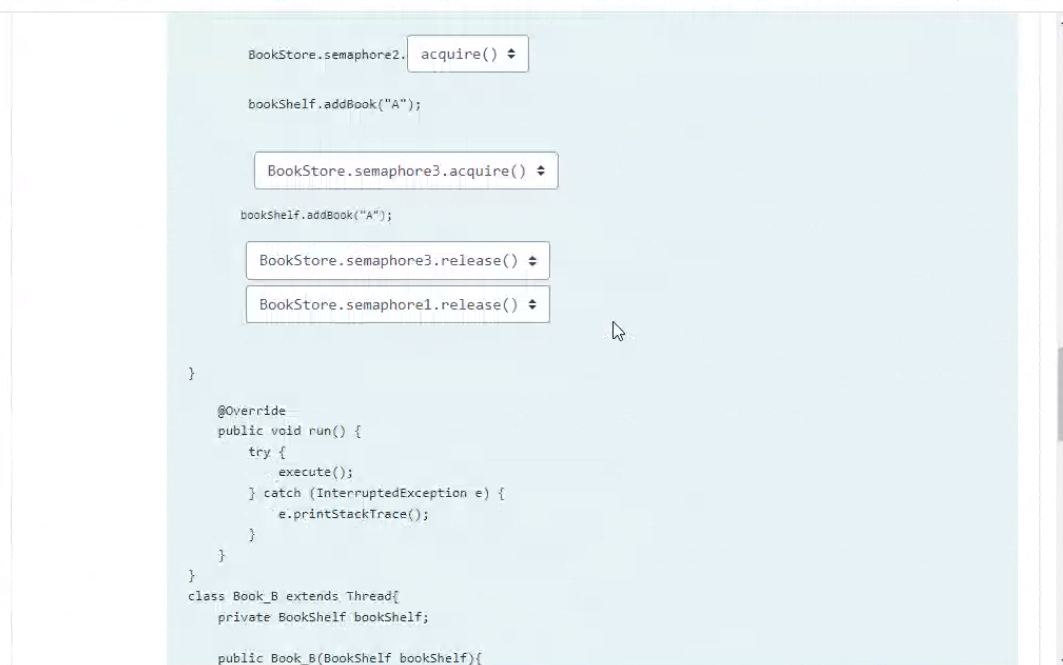 BookStore.semaphore2. acquire()
bookShelf.addBook("A");
BookStore.semaphore3.acquire()
bookShelf.addBook("A");
BookStore.semaphore3.release()
BookStore.semaphore1.release()
}
@Override
public void run() {
try {
execute();
} catch (InterruptedException e) {
e.printStackTrace();
}
}
}
class Book_B extends Thread{
private BookShelf bookShelf;
public Book_B(BookShelf bookShelf){